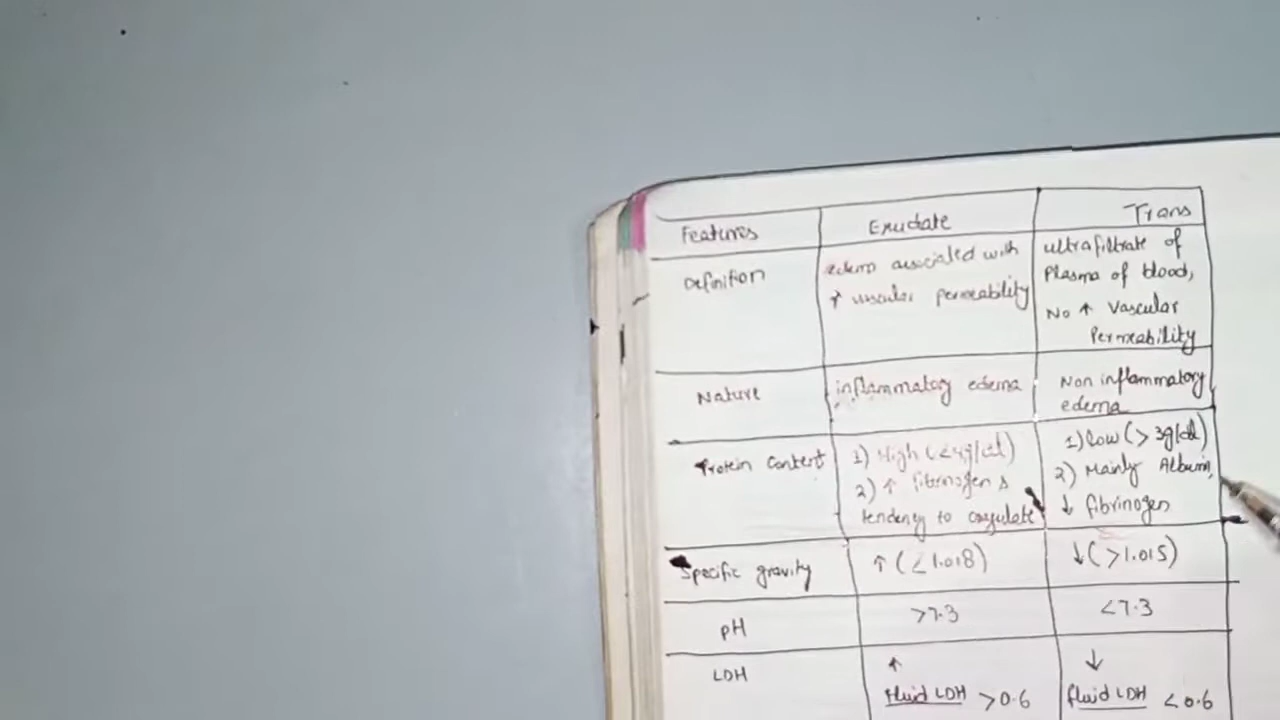 Features
Exudate
Trans
Definition
edema associated with
↑ vascular permeability
ultrafiltrate of
Plasma of blood,
No ↑ Vascular
Permeability
Nature
inflammatory edema
Non inflammatory
edema
Protein content
1) High (<4g/dl)
2) ↑ fibrinogen &
tendency to coagulate
1) Low (> 3g/dl)
2) Mainly Albumin,
↓ fibrinogen
Specific gravity
↑ (<1.018)
↓ (>1.015)
pH
>7.3
<7.3
LDH
↑
fluid LDH >0.6
↓
fluid LDH <0.6